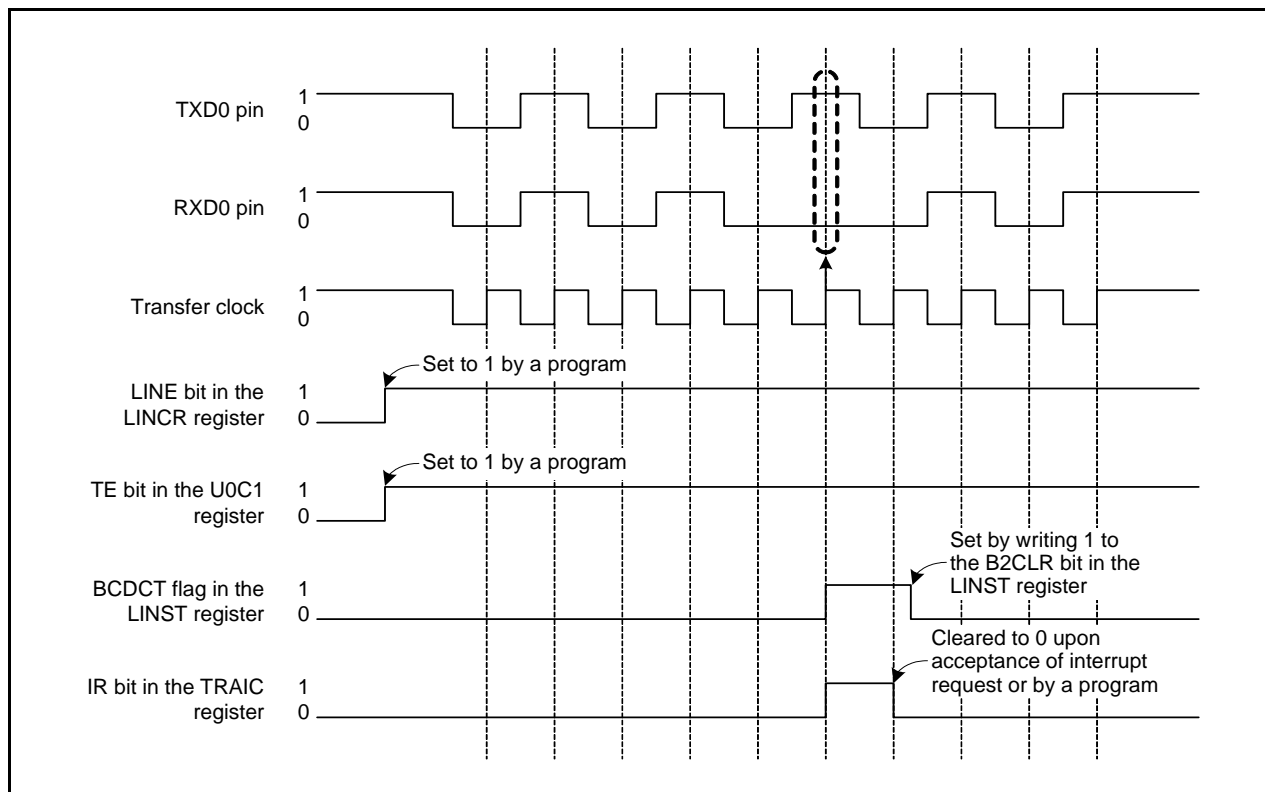 TXD0 pin
1
0
RXD0 pin
1
0
Transfer clock
1
0
Set to 1 by a program
LINE bit in the
LINCR register
1
0
Set to 1 by a program
TE bit in the U0C1
register
1
0
Set by writing 1 to
the B2CLR bit in the
LINST register
BCDCT flag in the
LINST register
1
0
Cleared to 0 upon
acceptance of interrupt
request or by a program
IR bit in the TRAIC
register
1
0